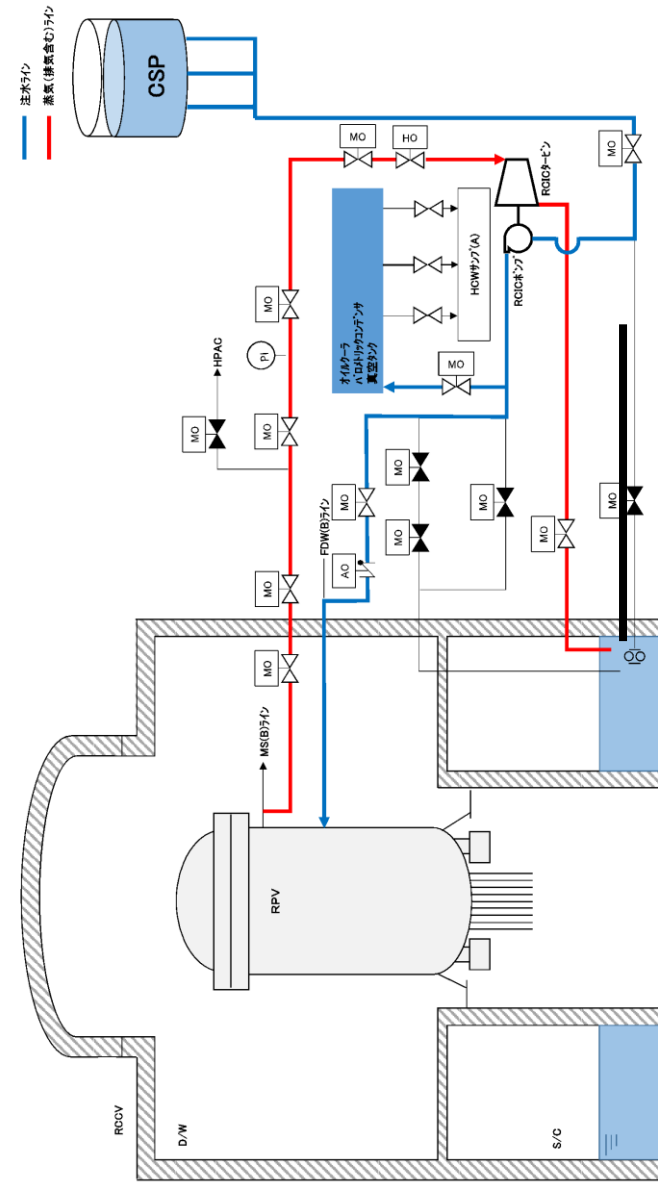 注水ライン
蒸気(排気含む)ライン
CSP
MO
HO
MO
MO
Pi
HPAC
MO
MO
オイルクーラ
バロメトリックコンデンサ
真空タンク
HCWサンプ(A)
RCICタービン
RCICポンプ
MO
MO
MO
MO
MO
AO
FDW(B)ライン
MO
MO
MO
MO
MO
MS(B)ライン
RPV
RCCV
D/W
S/C